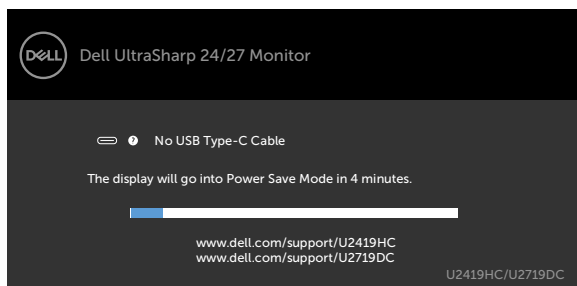 DELL Dell UltraSharp 24/27 Monitor
? No USB Type-C Cable
The display will go into Power Save Mode in 4 minutes.
www.dell.com/support/U2419HC
www.dell.com/support/U2719DC
U2419HC/U2719DC